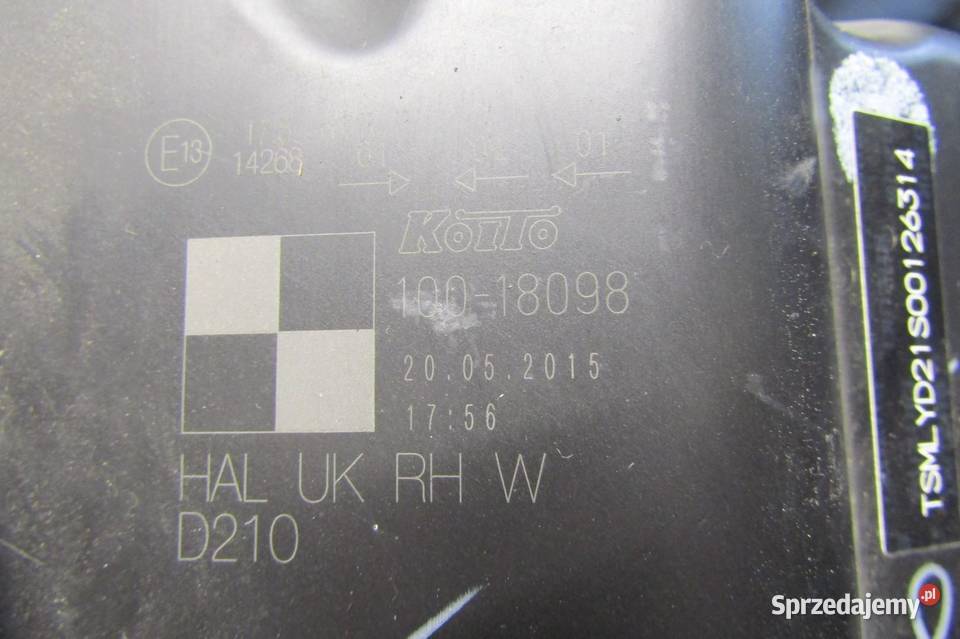 E13
14268 01 01
KOITO
100-18098
20.05.2015
17:56
HAL UK RH W
D210
TSMLYD21S00126314
Sprzedajemy.pl